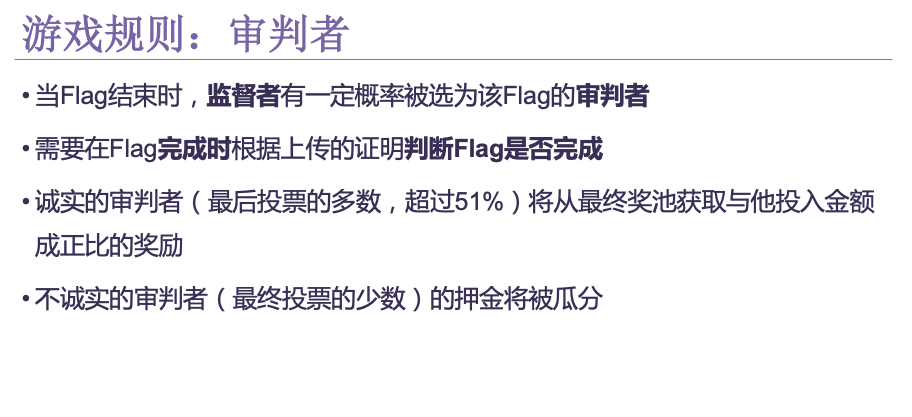 游戏规则：审判者
•当Flag结束时，监督者有一定概率被选为该Flag的审判者
•需要在Flag完成时根据上传的证明判断Flag是否完成
•诚实的审判者（最后投票的多数，超过51%）将从最终奖池获取与他投入金额
成正比的奖励
•不诚实的审判者（最终投票的少数）的押金将被瓜分